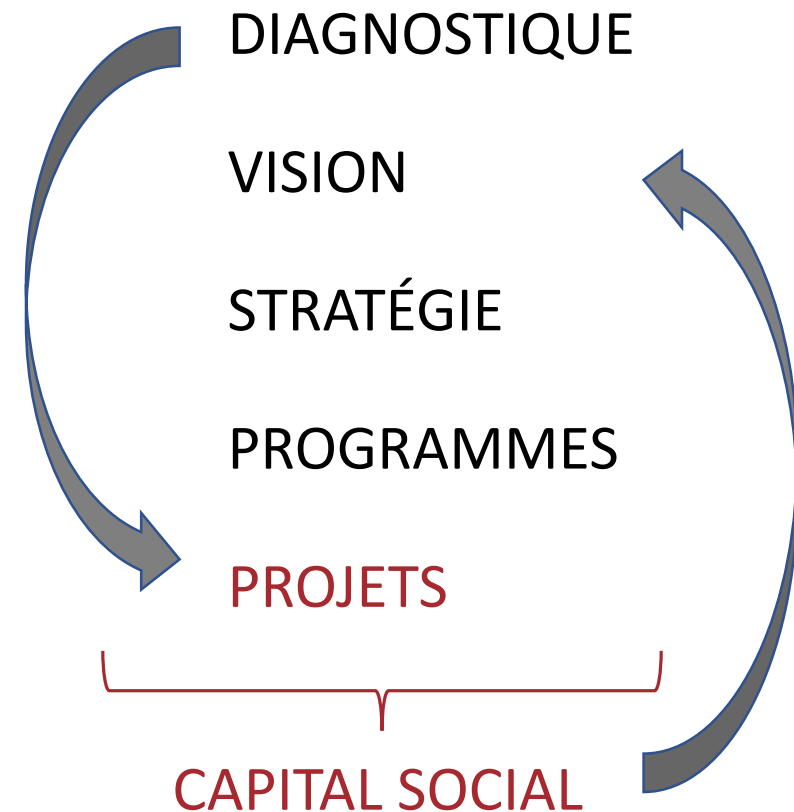 DIAGNOSTIQUE
VISION
STRATÉGIE
PROGRAMMES
PROJETS
CAPITAL SOCIAL